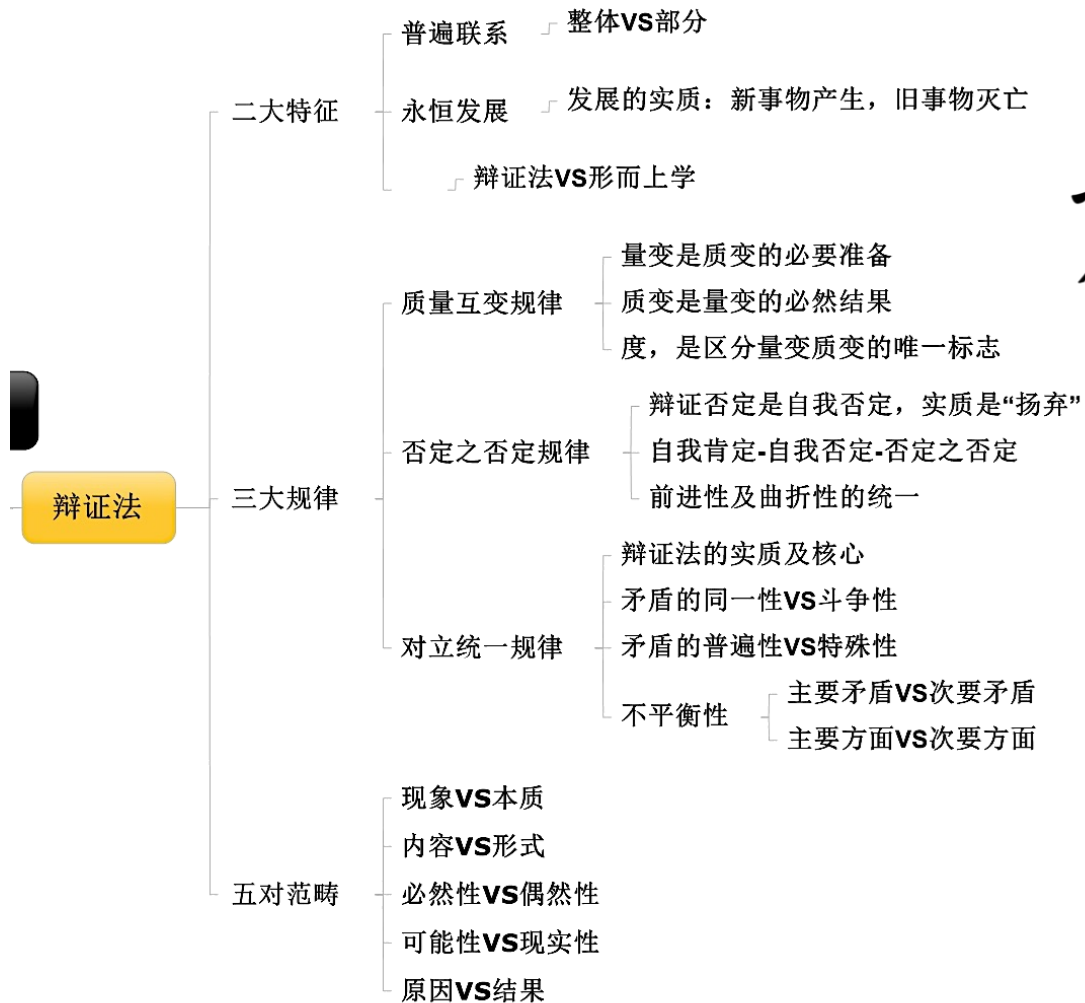 普遍联系
整体VS部分
二大特征
永恒发展
发展的实质：新事物产生，旧事物灭亡
辩证法VS形而上学
量变是质变的必要准备
质量互变规律
质变是量变的必然结果
度，是区分量变质变的唯一标志
辩证否定是自我否定，实质是“扬弃”
否定之否定规律
自我肯定-自我否定-否定之否定
前进性及曲折性的统一
辩证法
三大规律
辩证法的实质及核心
矛盾的同一性VS斗争性
对立统一规律
矛盾的普遍性VS特殊性
不平衡性
主要矛盾VS次要矛盾
主要方面VS次要方面
现象VS本质
内容VS形式
五对范畴
必然性VS偶然性
可能性VS现实性
原因VS结果